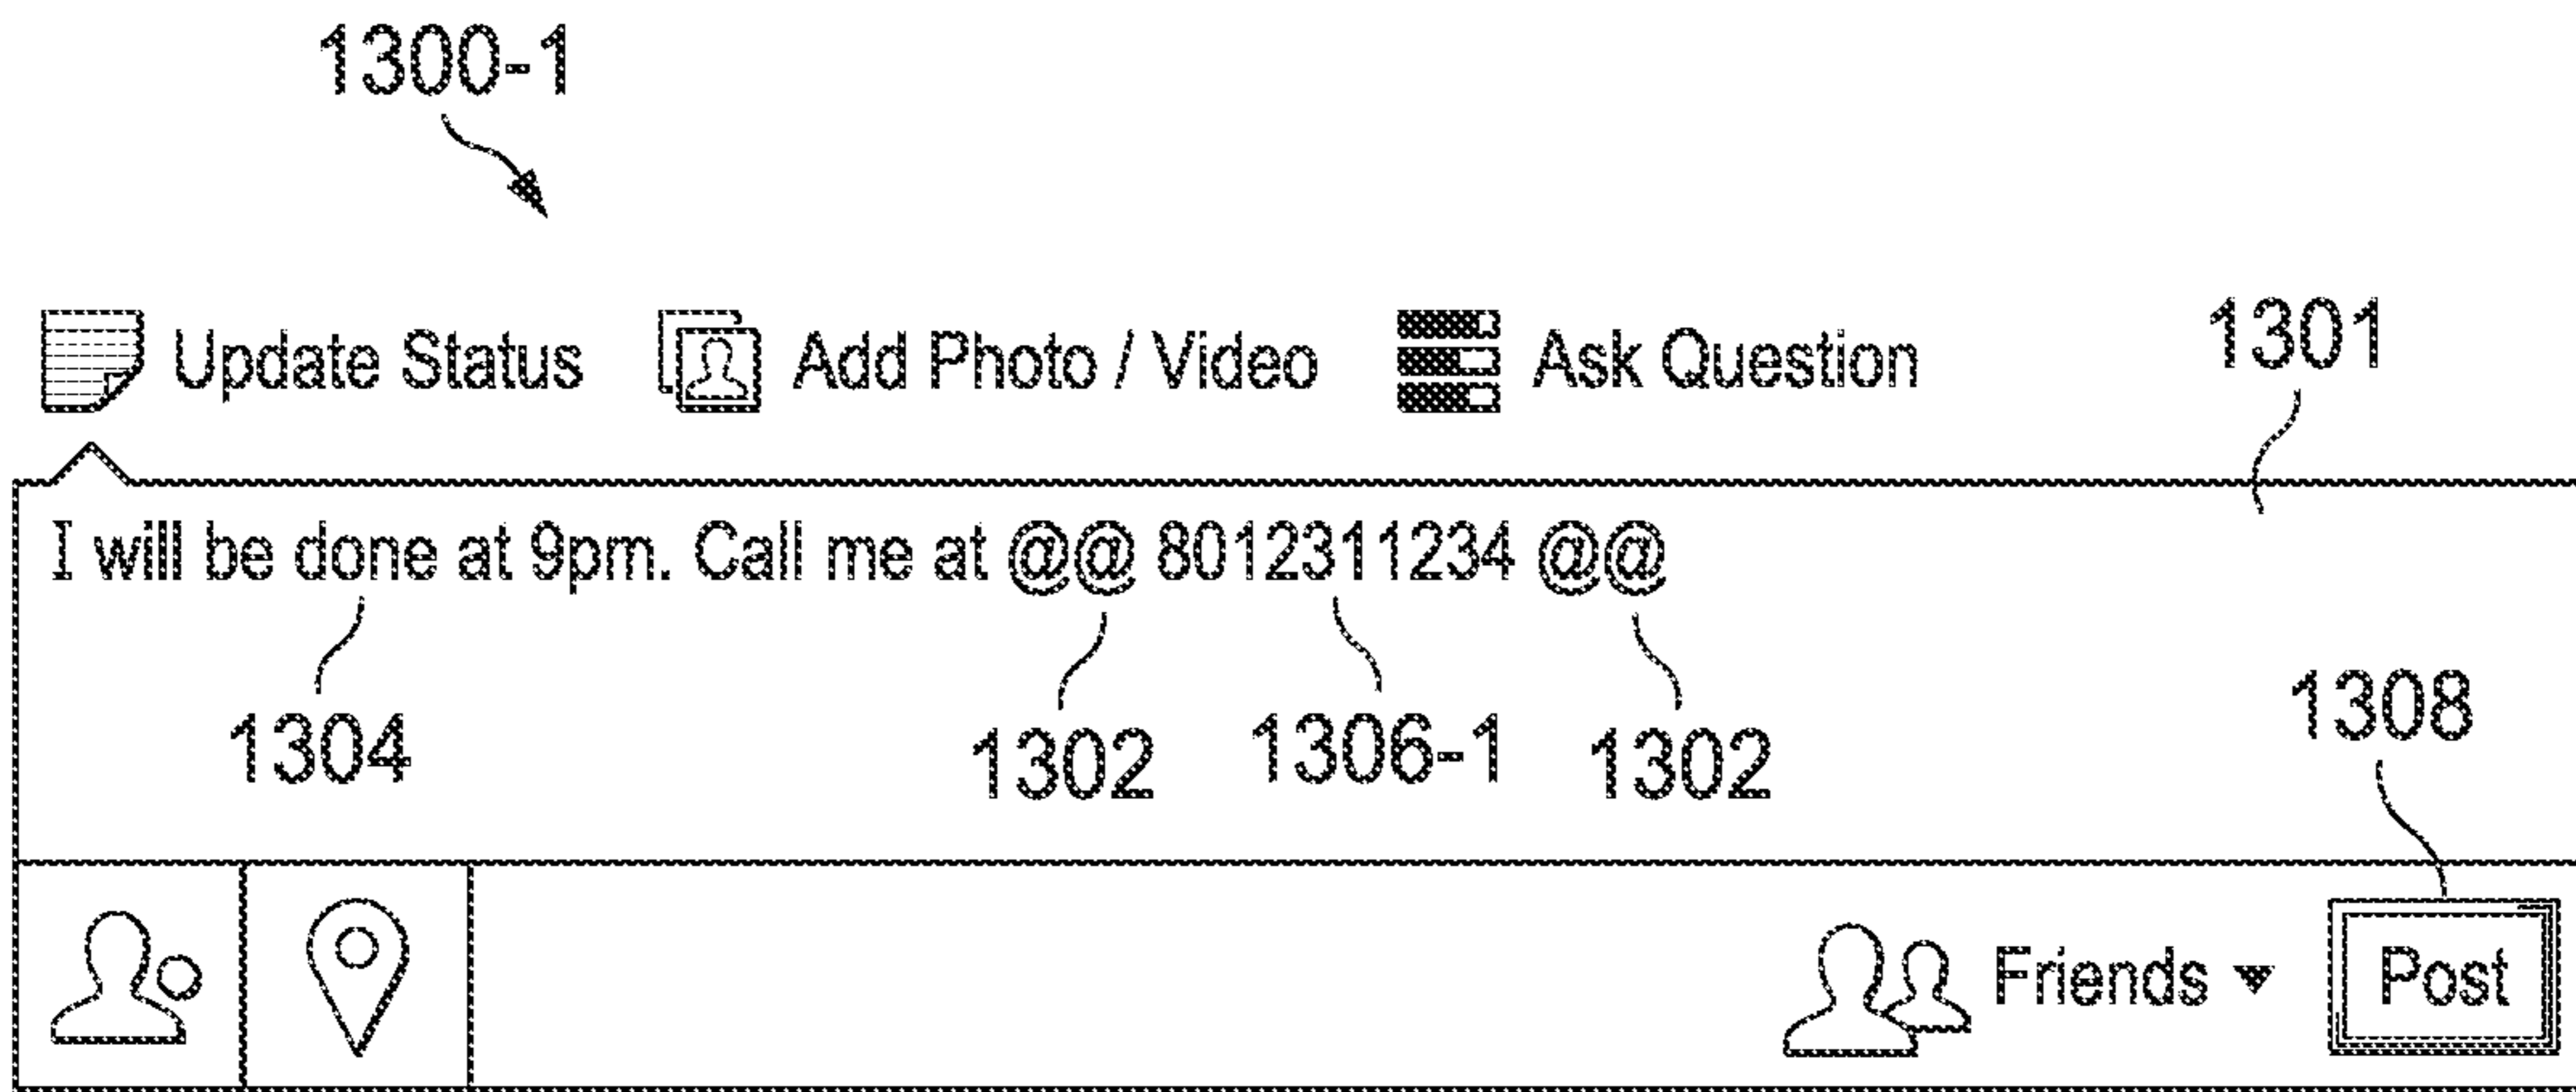 1300-1
Update Status Add Photo / Video Ask Question 1301
I will be done at 9pm. Call me at @@ 8012311234 @@
1304 1302 1306-1 1302 1308
Friends Post